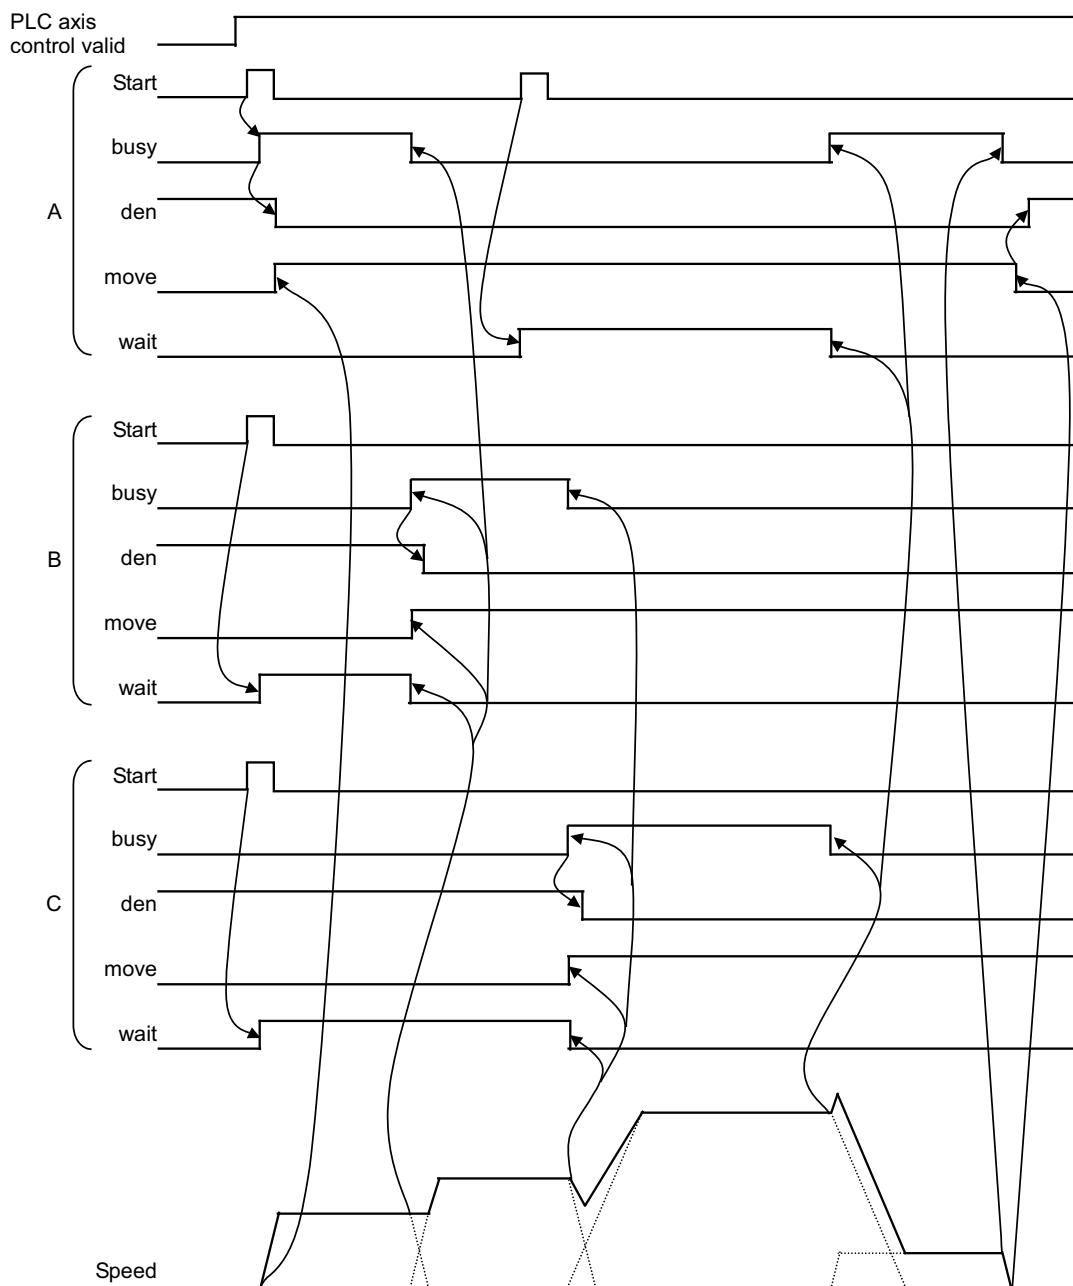 PLC axis
control valid
A
Start
busy
den
move
wait
B
Start
busy
den
move
wait
C
Start
busy
den
move
wait
Speed